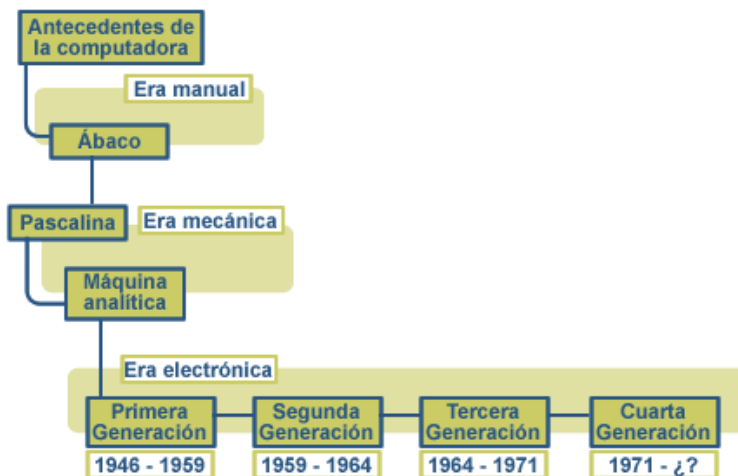 Antecedentes de
la computadora
Era manual
Ábaco
Pascalina
Era mecánica
Máquina
analítica
Era electrónica
Primera
Generación
1946 - 1959
Segunda
Generación
1959 - 1964
Tercera
Generación
1964 - 1971
Cuarta
Generación
1971 - ¿?